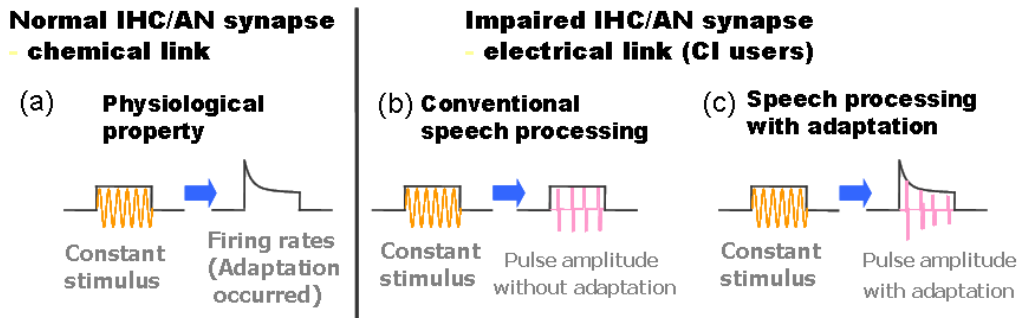 Normal IHC/AN synapse
- chemical link
Impaired IHC/AN synapse
- electrical link (CI users)
(a) Physiological
property
(b) Conventional
speech processing
(c) Speech processing
with adaptation
Constant
stimulus
Firing rates
(Adaptation
occurred)
Constant
stimulus
Pulse amplitude
without adaptation
Constant
stimulus
Pulse amplitude
with adaptation